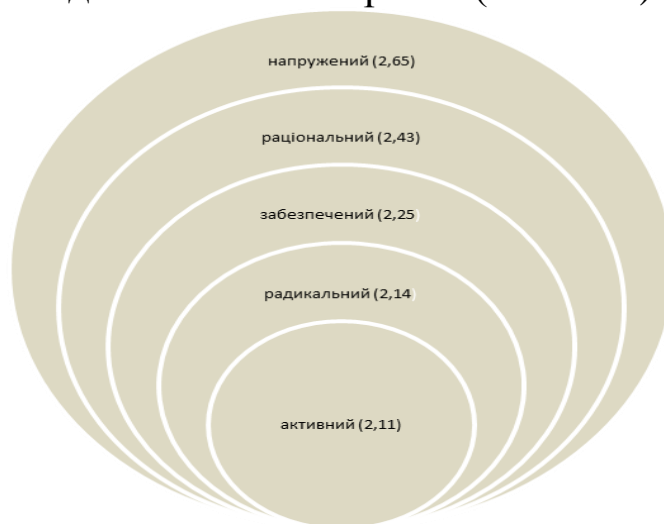 напружений (2,65)
раціональний (2,43)
забезпечений (2,25)
радикальний (2,14)
активний (2,11)